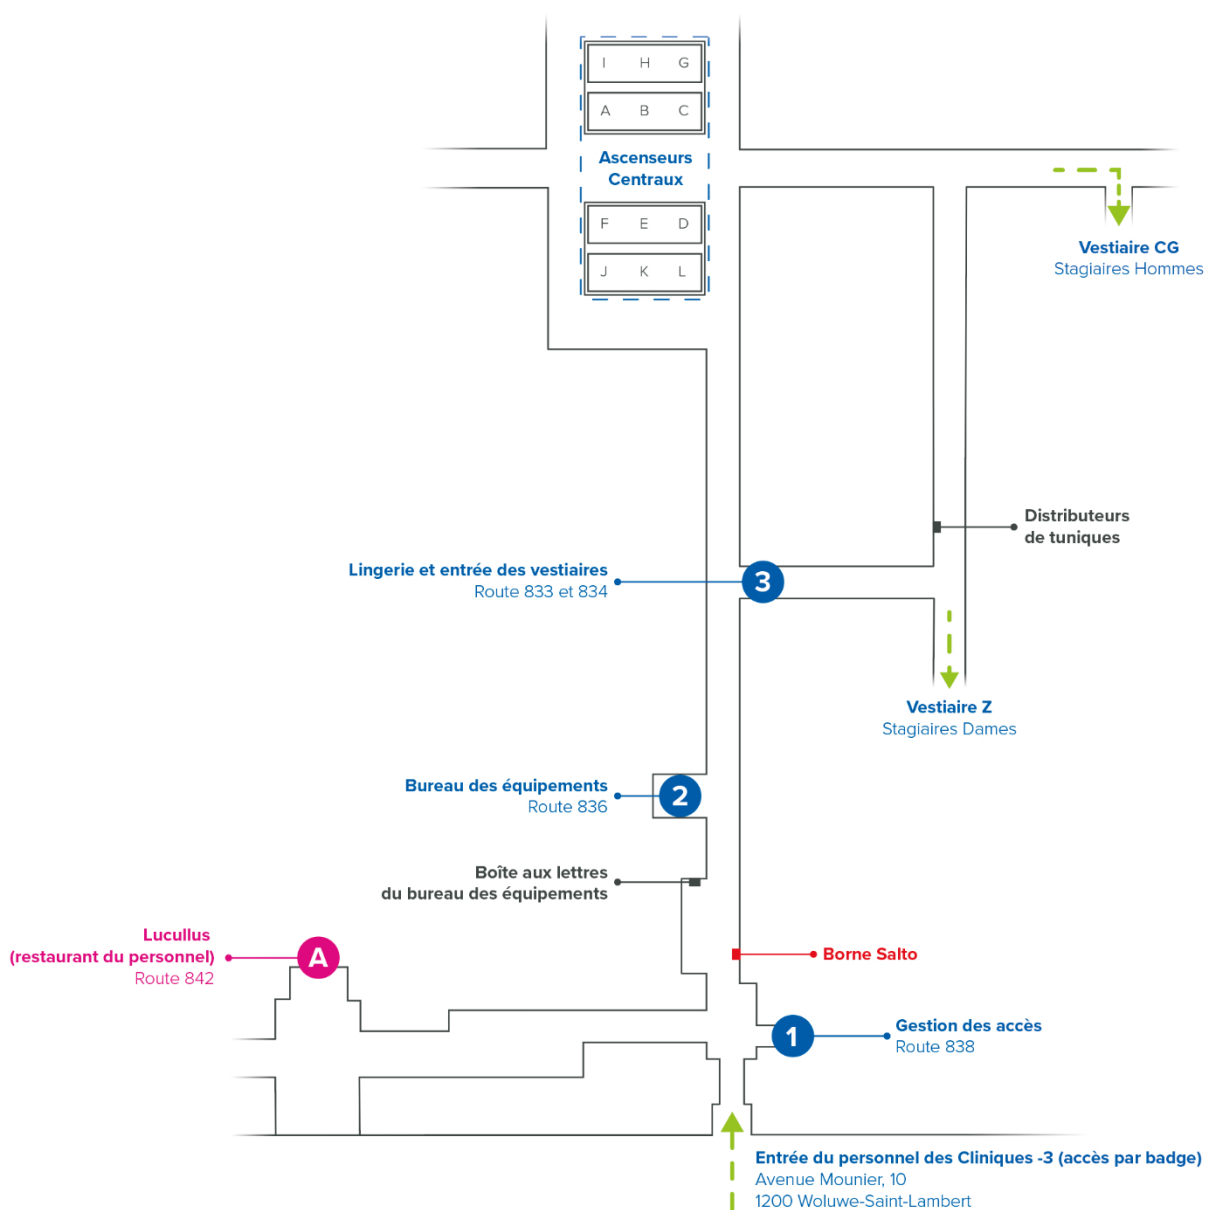 I H G
A B C
Ascenseurs
Centraux
F E D
J K L
Vestiaire CG
Stagiaires Hommes
Distributeurs
de tuniques
Lingerie et entrée des vestiaires
Route 833 et 834
3
Vestiaire Z
Stagiaires Dames
Bureau des équipements
Route 836
2
Boîte aux lettres
du bureau des équipements
Lucullus
(restaurant du personnel)
Route 842
A
Borne Salto
1
Gestion des accès
Route 838
Entrée du personnel des Cliniques -3 (accès par badge)
Avenue Mounier, 10
1200 Woluwe-Saint-Lambert